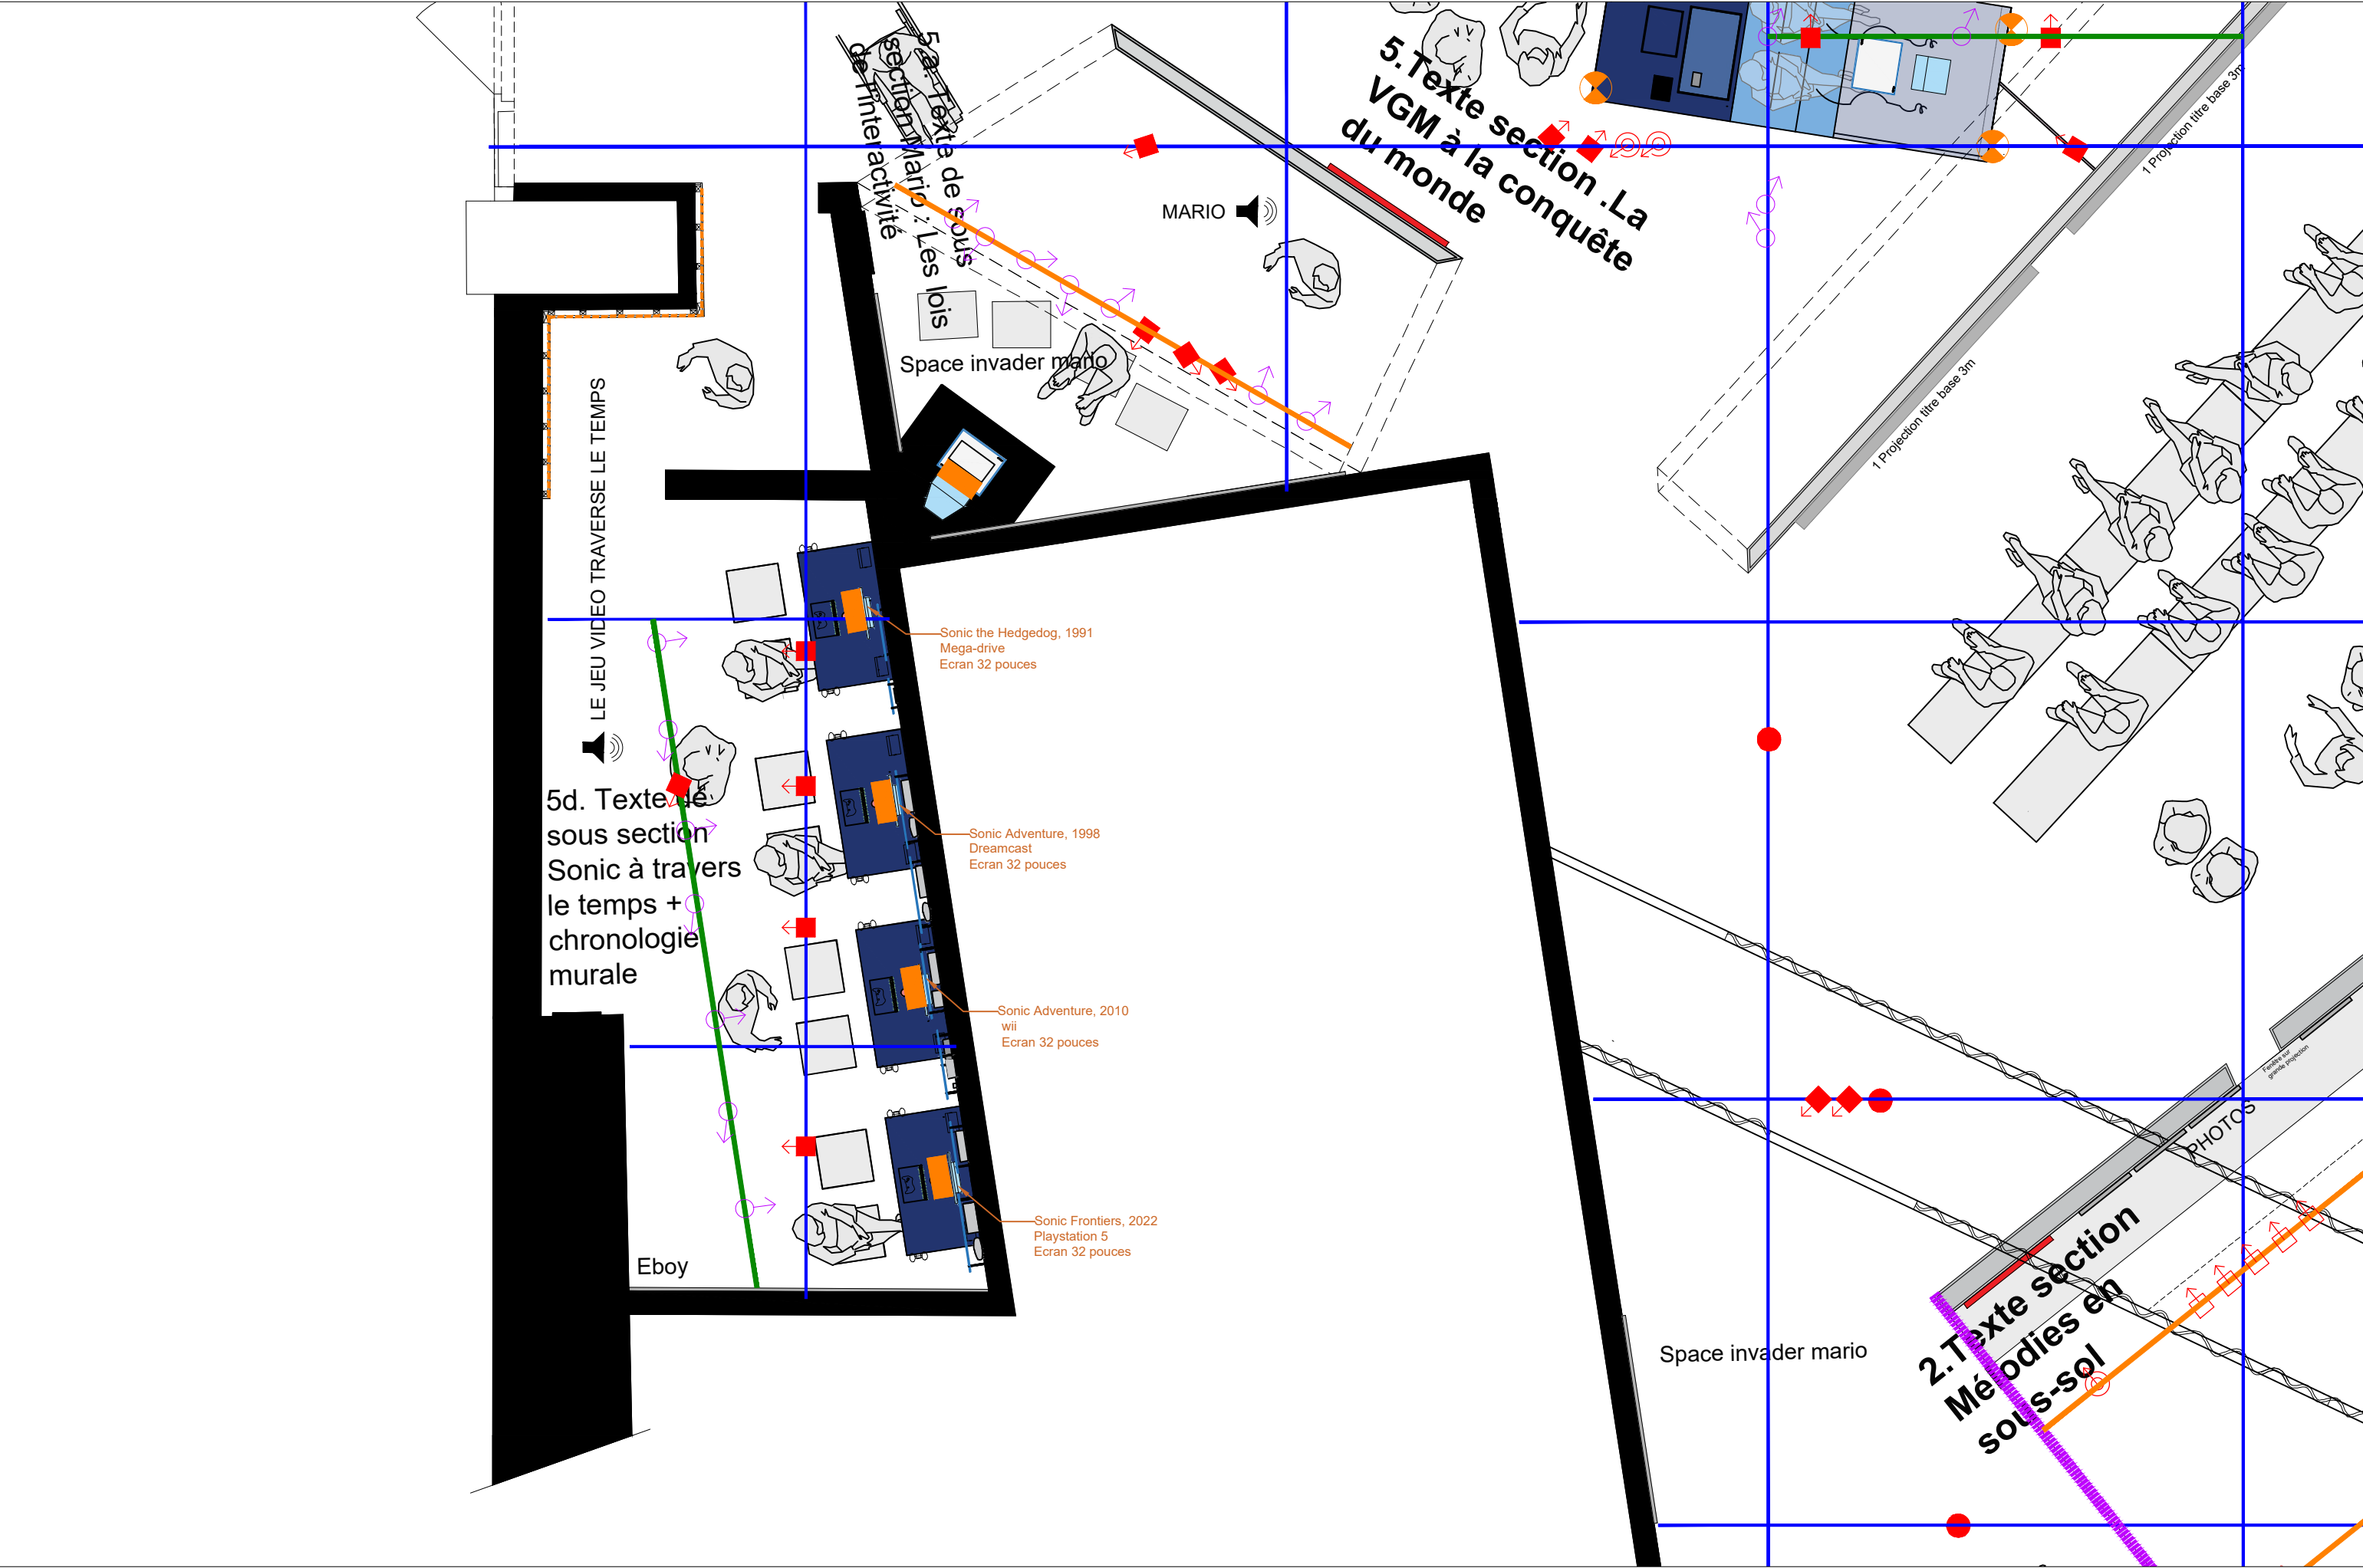 5a. Texte de sous
section Mario : Les lois
de l'interactivité
5.Texte section .La
VGM à la conquête
du monde
1 Projection titre base 3m
1 Projection titre base 3m
MARIO
Space invader mario
LE JEU VIDEO TRAVERSE LE TEMPS
Sonic the Hedgedog, 1991
Mega-drive
Ecran 32 pouces
5d. Texte de
sous section
Sonic à travers
le temps +
chronologie
murale
Sonic Adventure, 1998
Dreamcast
Ecran 32 pouces
Sonic Adventure, 2010
wii
Ecran 32 pouces
Sonic Frontiers, 2022
Playstation 5
Ecran 32 pouces
Eboy
Fenêtre sur
grande projection
PHOTOS
2.Texte section
Mélodies en
sous-sol
Space invader mario